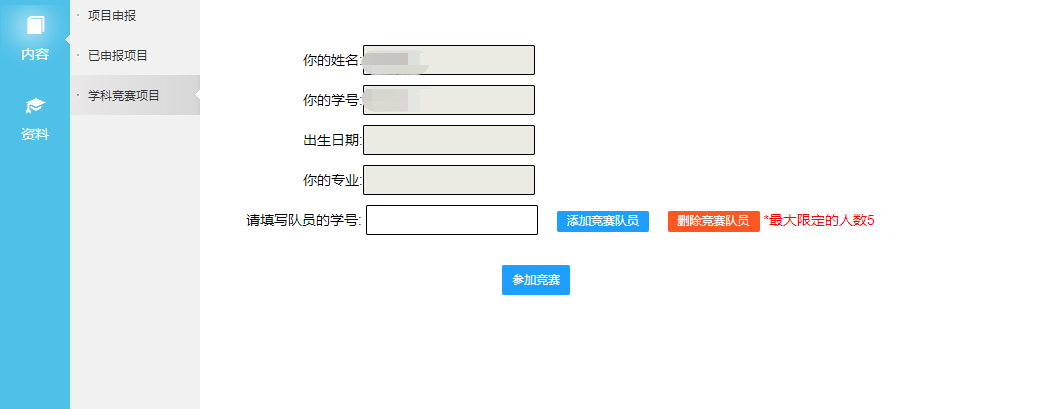 内容
资料
项目申报
已申报项目
学科竞赛项目
你的姓名:
你的学号:
出生日期:
你的专业:
请填写队员的学号: 添加竞赛队员 删除竞赛队员 *最大限定的人数5
参加竞赛